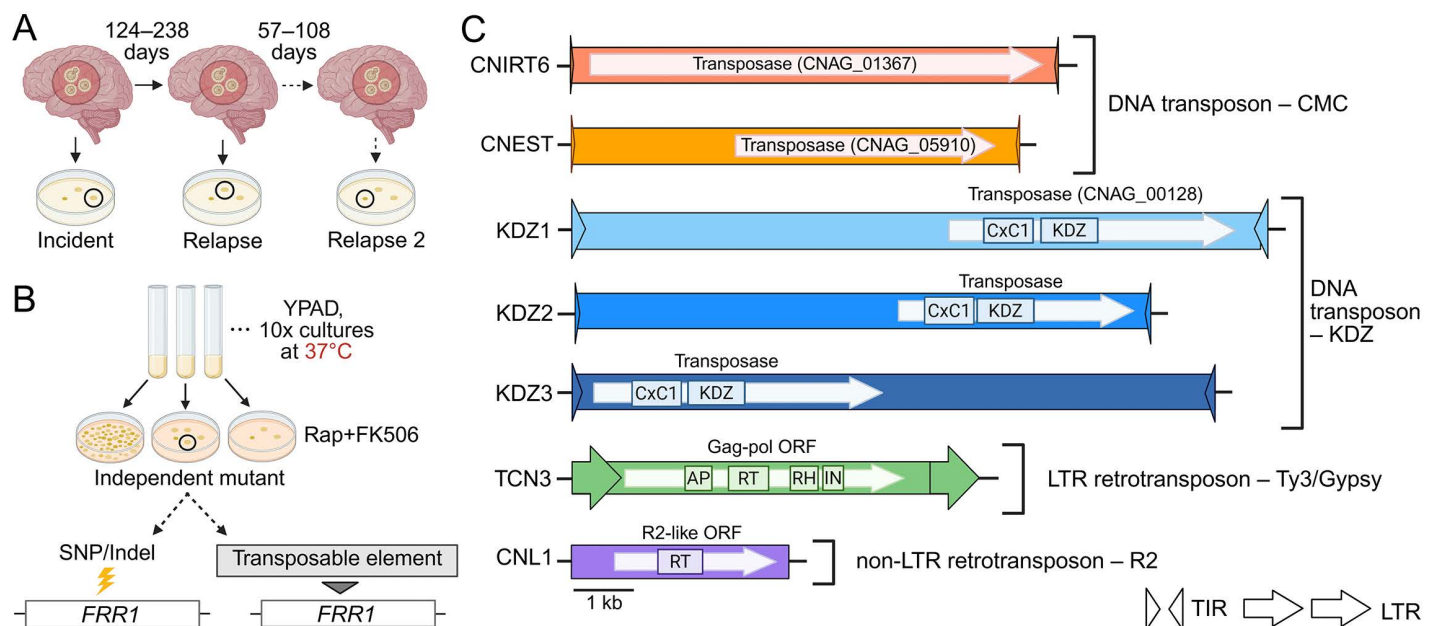 A
124–238
days
57–108
days
Incident
Relapse
Relapse 2
B
YPAD,
... 10x cultures
at 37°C
Rap+FK506
Independent mutant
SNP/Indel
Transposable element
FRR1
FRR1
C
CNIRT6
Transposase (CNAG_01367)
CNEST
Transposase (CNAG_05910)
DNA transposon – CMC
Transposase (CNAG_00128)
KDZ1
CxC1
KDZ
Transposase
KDZ2
CxC1
KDZ
Transposase
KDZ3
CxC1
KDZ
DNA
transposon
– KDZ
Gag-pol ORF
TCN3
AP
RT
RH
IN
LTR retrotransposon – Ty3/Gypsy
R2-like ORF
CNL1
RT
non-LTR retrotransposon – R2
1 kb
TIR
LTR